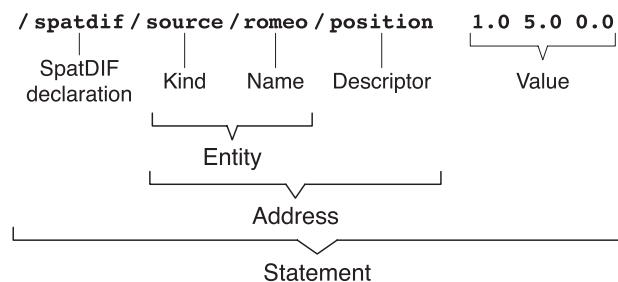 /spatdif/source/romeo/position 1.0 5.0 0.0
SpatDIF declaration
Kind
Name
Descriptor
Value
Entity
Address
Statement